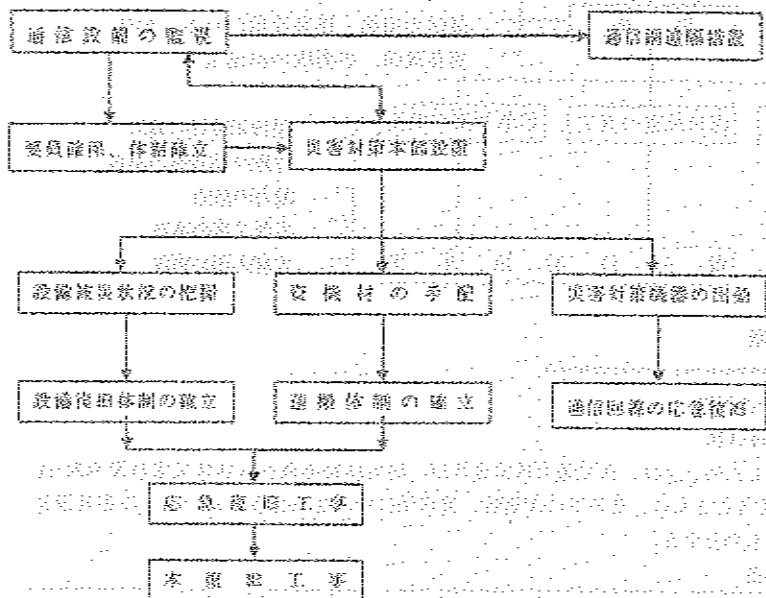 通信設備の監視
通信網遠隔措置
要員確保、体制確立
災害対策本部設置
設備被災状況の把握
資機材の手配
災害対策機器の出動
設備復旧体制の確立
運搬体制の確立
通信回線の応急復旧
応急復旧工事
本復旧工事